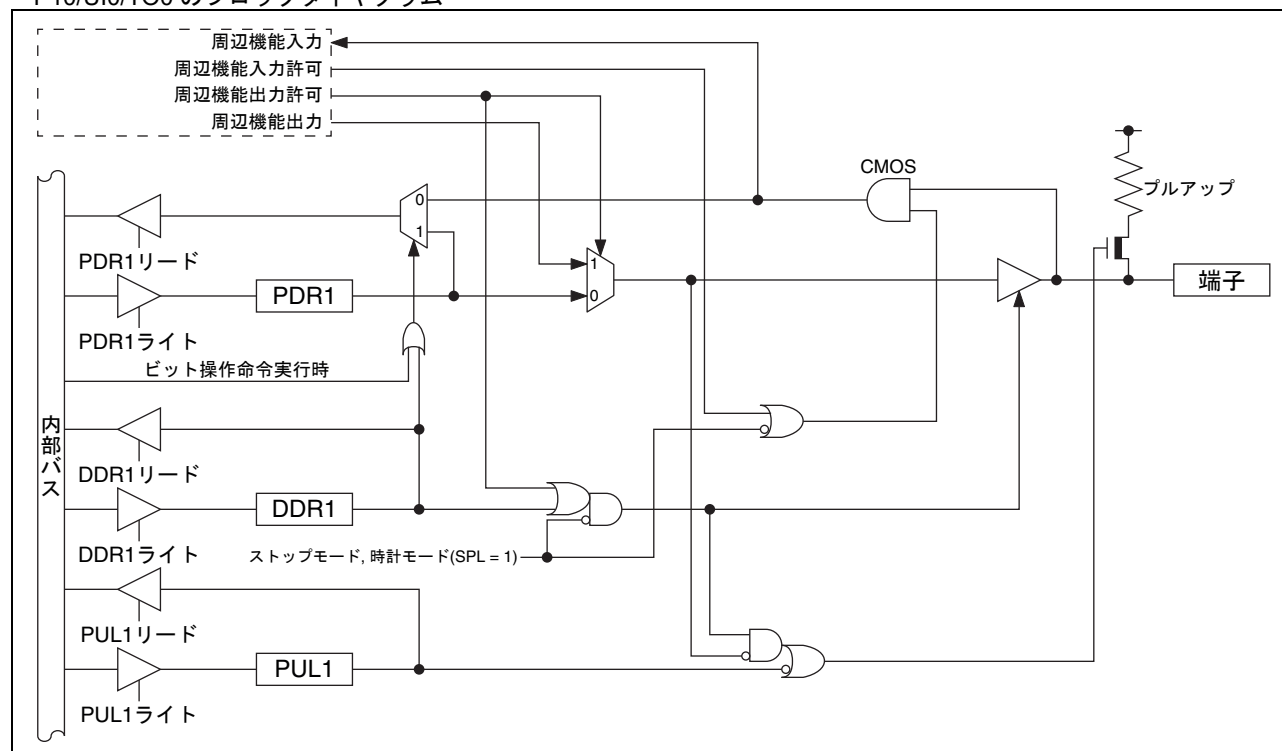 周辺機能入力
周辺機能入力許可
周辺機能出力許可
周辺機能出力
CMOS
プルアップ
0
1
PDR1リード
1
0
端子
PDR1
PDR1ライト
ビット操作命令実行時
内部バス
DDR1リード
DDR1
DDR1ライト
ストップモード, 時計モード(SPL = 1)
PUL1リード
PUL1
PUL1ライト